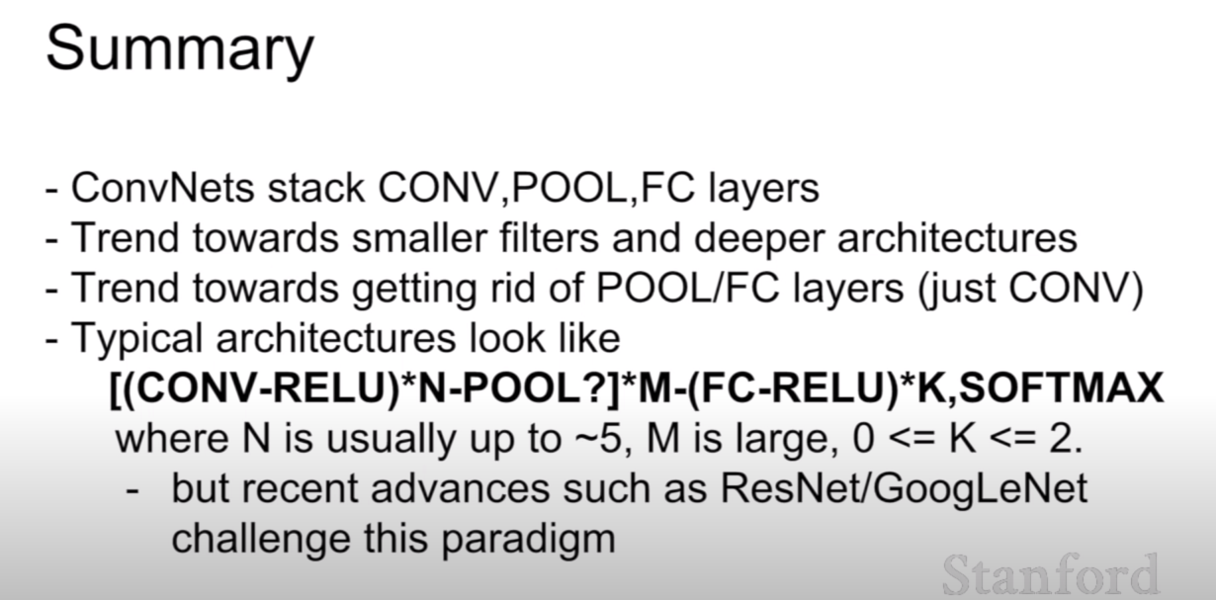 Summary
- ConvNets stack CONV,POOL,FC layers
- Trend towards smaller filters and deeper architectures
- Trend towards getting rid of POOL/FC layers (just CONV)
- Typical architectures look like
[(CONV-RELU)*N-POOL?]*M-(FC-RELU)*K,SOFTMAX
where N is usually up to ~5, M is large, 0 <= K <= 2.
- but recent advances such as ResNet/GoogLeNet
challenge this paradigm
Stanford